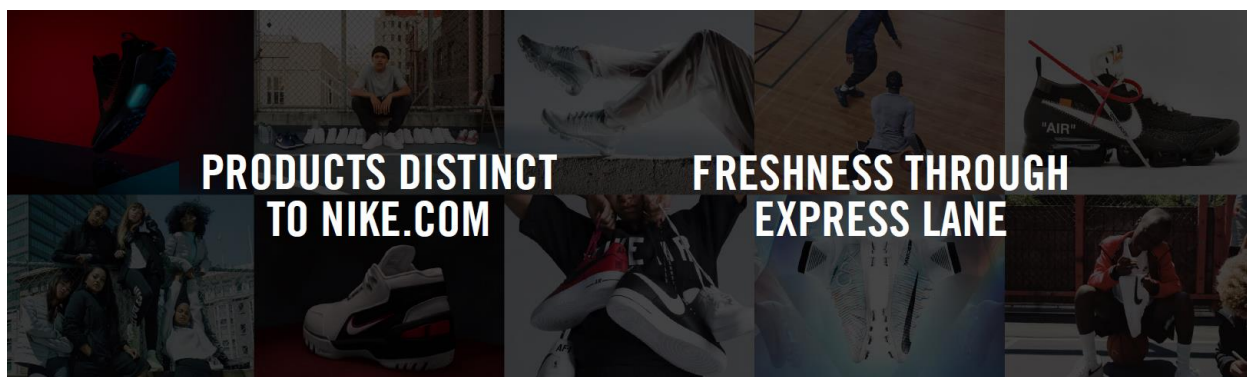 PRODUCTS DISTINCT
TO NIKE.COM
FRESHNESS THROUGH
EXPRESS LANE
"AIR"